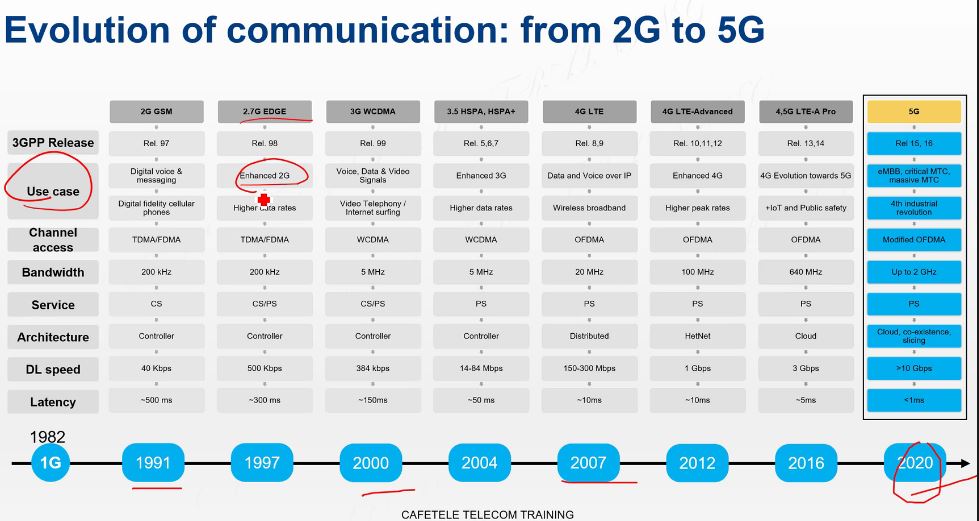 Evolution of communication: from 2G to 5G
2G GSM 2.7G EDGE 3G WCDMA 3.5 HSPA, HSPA+ 4G LTE 4G LTE-Advanced 4,5G LTE-A Pro 5G
3GPP Release Rel. 97 Rel. 98 Rel. 99 Rel. 5,6,7 Rel. 8,9 Rel. 10,11,12 Rel. 13,14 Rel 15, 16
Use case
Digital voice & messaging Enhanced 2G Voice, Data & Video Signals Enhanced 3G Data and Voice over IP Enhanced 4G 4G Evolution towards 5G eMBB, critical MTC, massive MTC
Digital fidelity cellular phones Higher data rates Video Telephony / Internet surfing Higher data rates Wireless broadband Higher peak rates +IoT and Public safety 4th industrial revolution
Channel access TDMA/FDMA TDMA/FDMA WCDMA WCDMA OFDMA OFDMA OFDMA Modified OFDMA
Bandwidth 200 kHz 200 kHz 5 MHz 5 MHz 20 MHz 100 MHz 640 MHz Up to 2 GHz
Service CS CS/PS CS/PS PS PS PS PS PS
Architecture Controller Controller Controller Controller Distributed HetNet Cloud Cloud, co-existence, slicing
DL speed 40 Kbps 500 Kbps 384 kbps 14-84 Mbps 150-300 Mbps 1 Gbps 3 Gbps >10 Gbps
Latency ~500 ms ~300 ms ~150ms ~50 ms ~10ms ~10ms ~5ms <1ms
1982
1G 1991 1997 2000 2004 2007 2012 2016 2020
CAFETELE TELECOM TRAINING